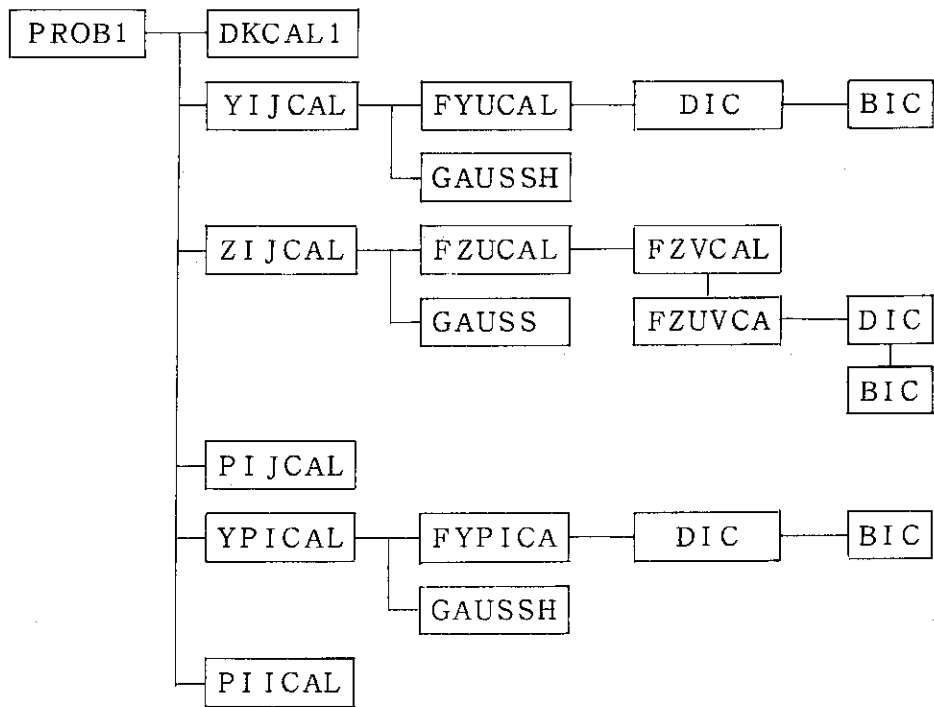 PROB1 DKCAL1
YIJCAL FYUCAL DIC BIC
GAUSSH
ZIJCAL FZUCAL FZVCAL
GAUSS FZUVCA DIC
BIC
PIJCAL
YPICAL FYPICA DIC BIC
GAUSSH
PIICAL